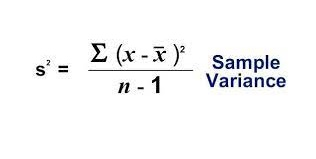 s² = Σ (x - x̄)² / n - 1
Sample
Variance